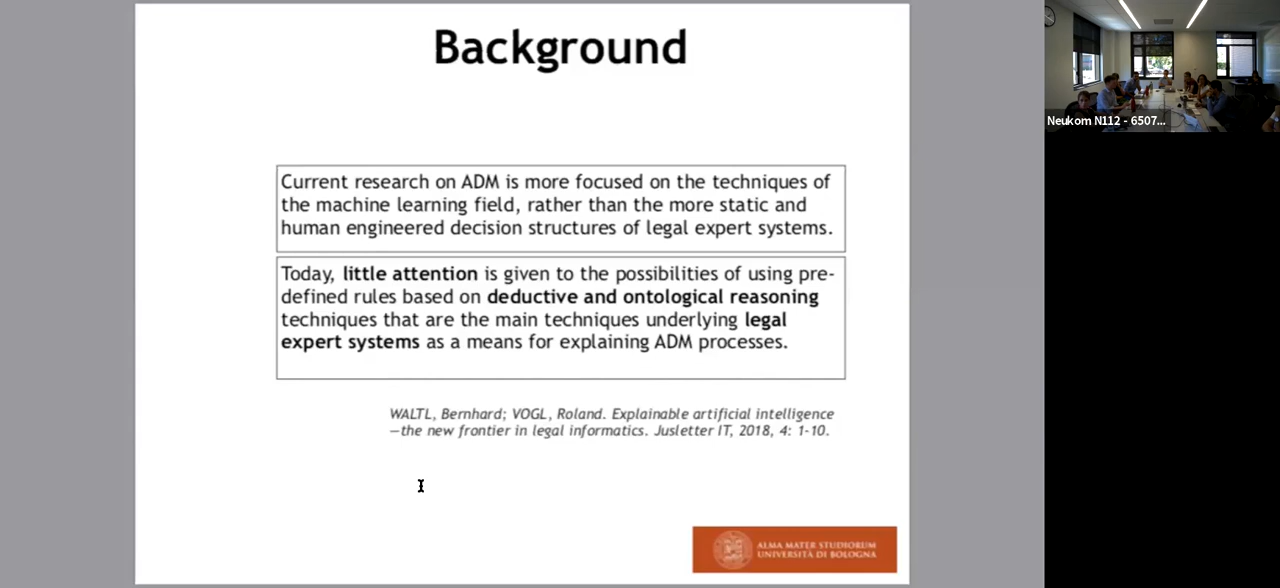 Background
Current research on ADM is more focused on the techniques of
the machine learning field, rather than the more static and
human engineered decision structures of legal expert systems.
Today, little attention is given to the possibilities of using pre-
defined rules based on deductive and ontological reasoning
techniques that are the main techniques underlying legal
expert systems as a means for explaining ADM processes.
WALTL, Bernhard; VOGL, Roland. Explainable artificial intelligence
—the new frontier in legal informatics. Jusletter IT, 2018, 4: 1-10.
ALMA MATER STUDIORUM
UNIVERSITÀ DI BOLOGNA
Neukom N112 - 6507...